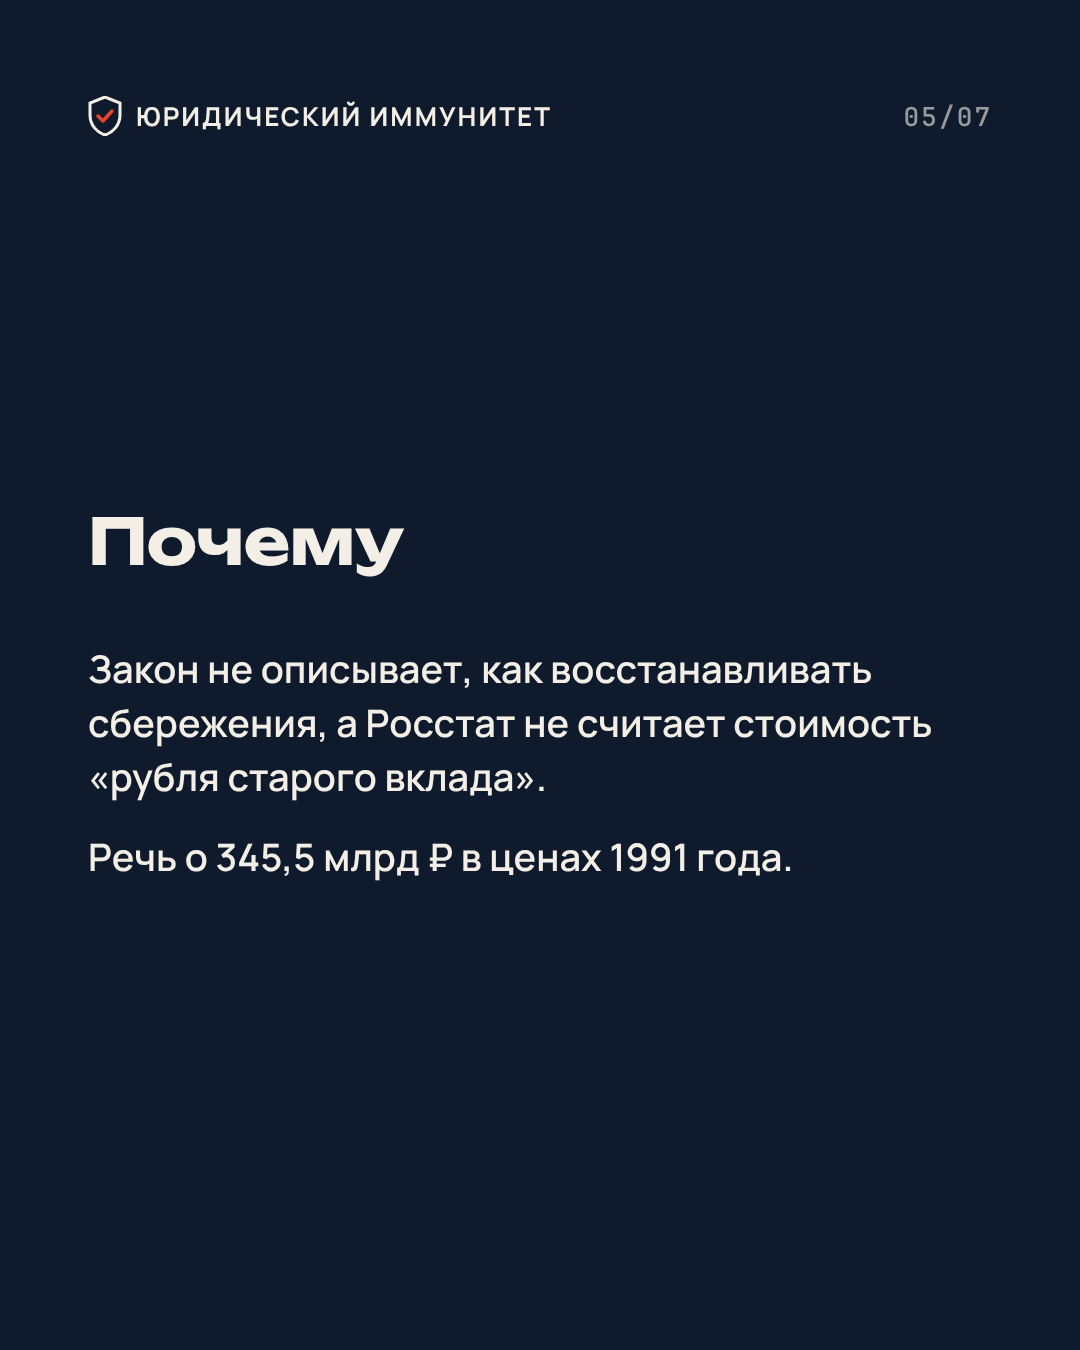 ЮРИДИЧЕСКИЙ ИММУНИТЕТ
05/07
Почему
Закон не описывает, как восстанавливать
сбережения, а Росстат не считает стоимость
«рубля старого вклада».
Речь о 345,5 млрд ₽ в ценах 1991 года.